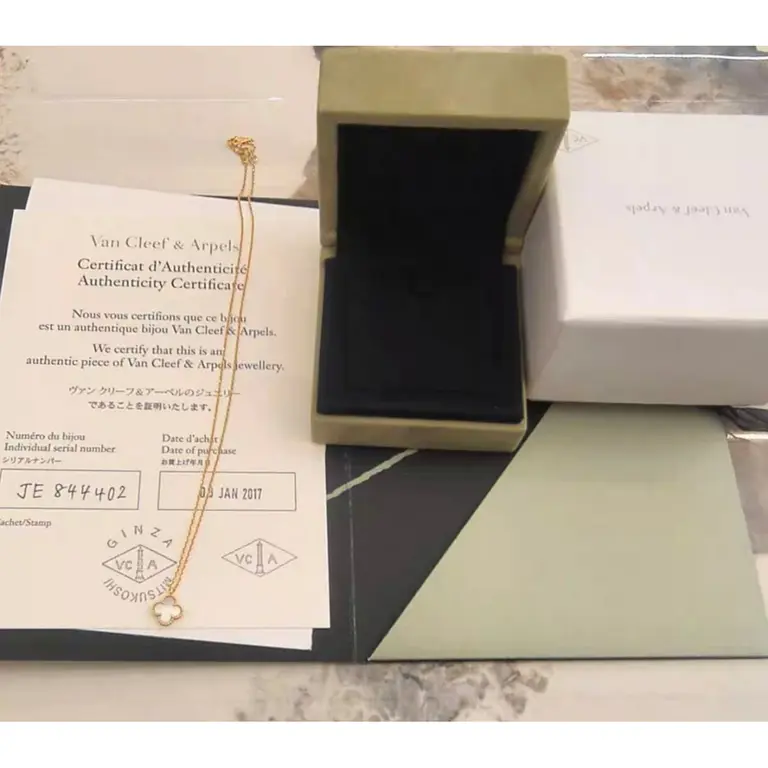 Van Cleef & Arpels
Certificat d'Authenticité
Authenticity Certificate
Nous vous certifions que ce bijou
est un authentique bijou Van Cleef & Arpels.
We certify that this is an
authentic piece of Van Cleef & Arpels jewellery.
ヴァン クリーフ&アーペルのジュエリー
であることを証明いたします。
Numéro du bijou
Individual serial number
シリアルナンバー
JE 844402
Date d'achat
Date of purchase
お買上げ年月日
JAN 2017
achet/Stamp
GINZA
VC A
MITSUKOSHI
VC A
VC A
Van Cleef & Arpels